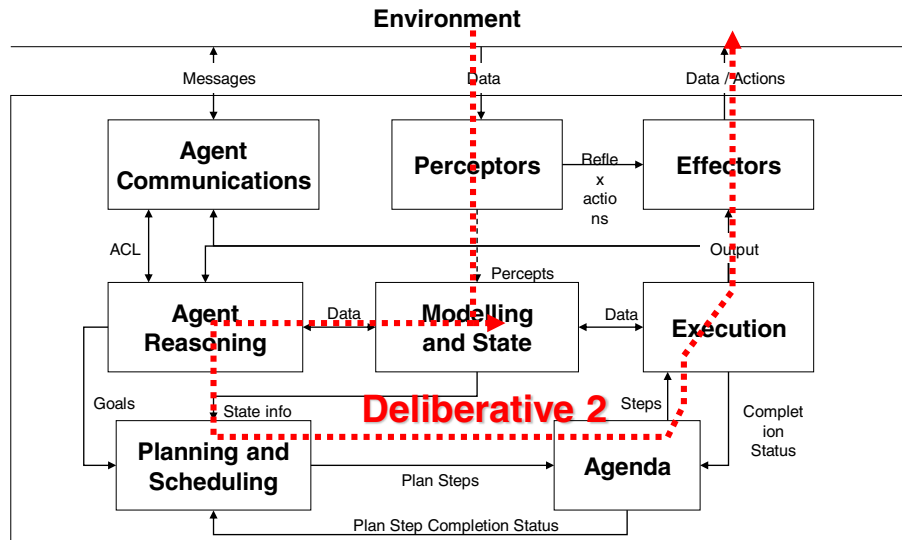 Environment
Messages
Data
Data / Actions
Agent
Communications
Perceptors
Refle
x
actio
ns
Effectors
ACL
Percepts
Output
Agent
Reasoning
Data
Modelling
and State
Data
Execution
Goals
State info
Deliberative 2
Steps
Complet
ion
Status
Planning and
Scheduling
Plan Steps
Agenda
Plan Step Completion Status